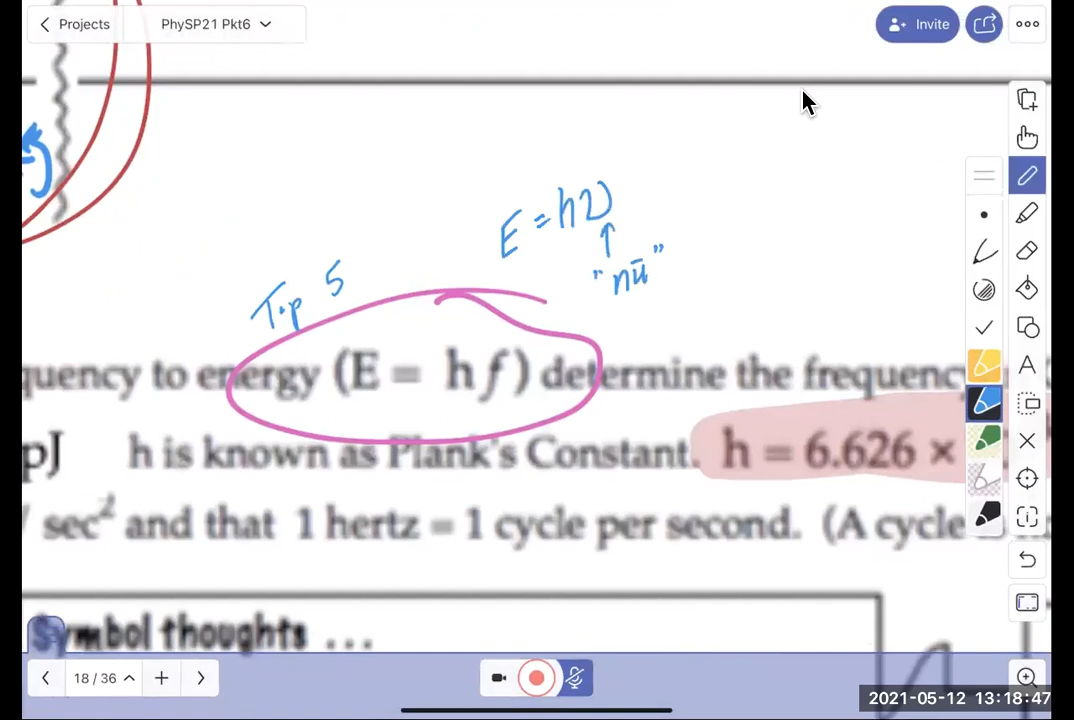 Projects PhySP21 Pkt6 Invite
E = hν
↑
"nū"
Top 5
quency to energy (E = hf) determine the frequency
pJ h is known as Plank's Constant. h = 6.626 ×
/ sec² and that 1 hertz = 1 cycle per second. (A cycle
Symbol thoughts ...
18 / 36
2021-05-12 13:18:47